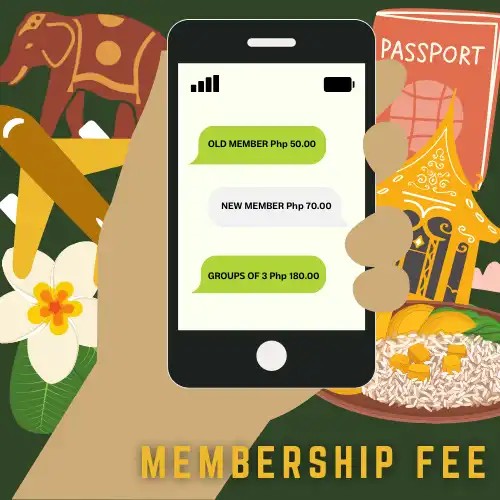 PASSPORT
OLD MEMBER Php 50.00
NEW MEMBER Php 70.00
GROUPS OF 3 Php 180.00
MEMBERSHIP FEE